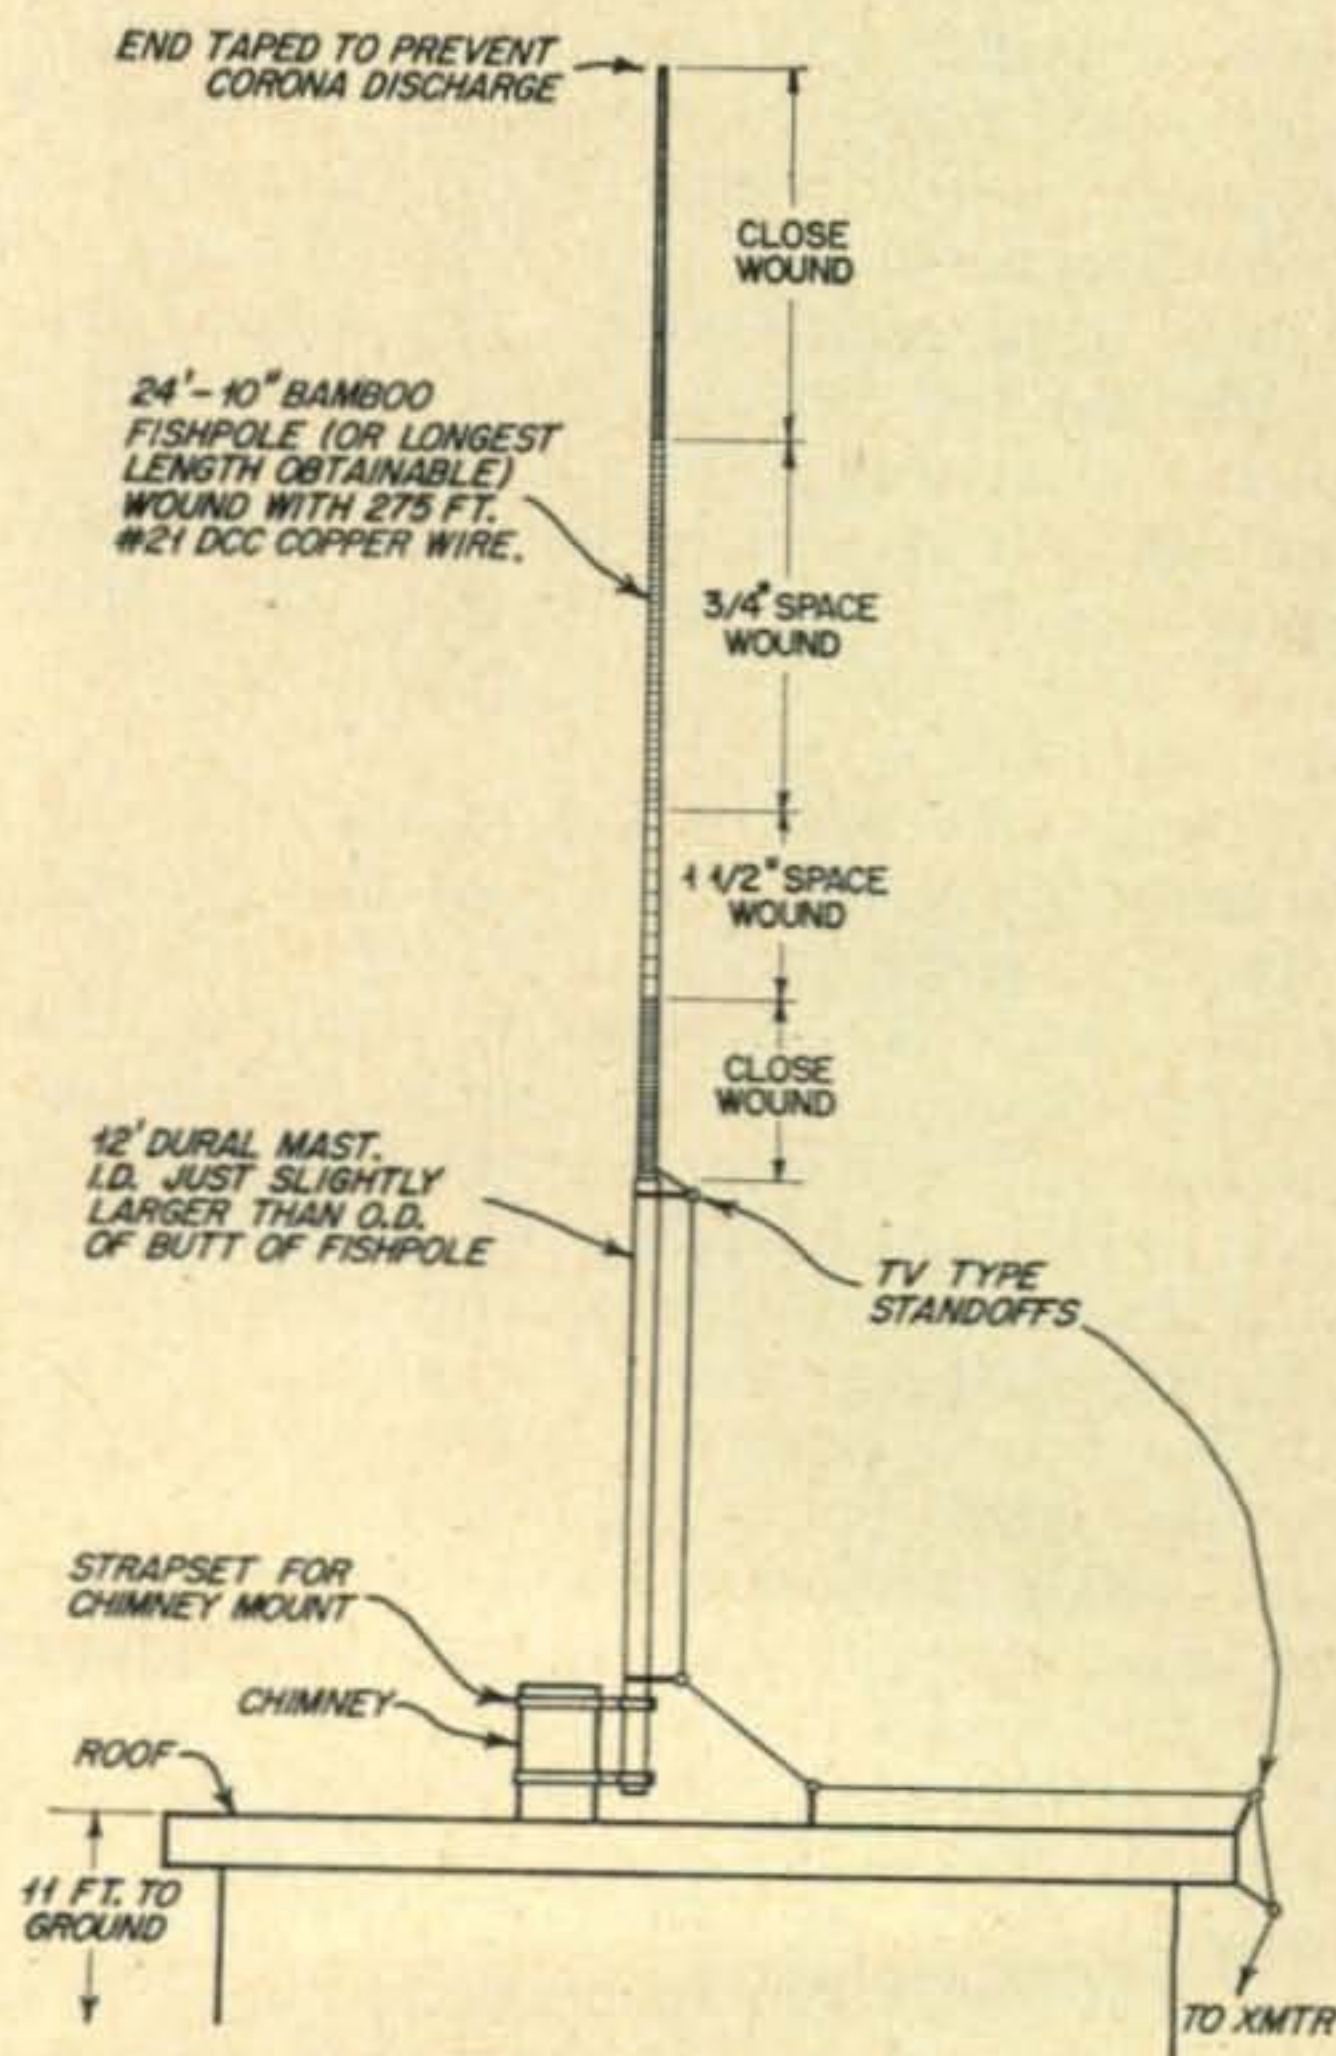 END TAPED TO PREVENT
CORONA DISCHARGE
CLOSE
WOUND
24'-10" BAMBOO
FISHPOLE (OR LONGEST
LENGTH OBTAINABLE)
WOUND WITH 275 FT.
#21 DCC COPPER WIRE.
3/4" SPACE
WOUND
1 1/2" SPACE
WOUND
CLOSE
WOUND
12' DURAL MAST.
I.D. JUST SLIGHTLY
LARGER THAN O.D.
OF BUTT OF FISHPOLE
TV TYPE
STANDOFFS
STRAPSET FOR
CHIMNEY MOUNT
CHIMNEY
ROOF
11 FT. TO
GROUND
TO XMTR